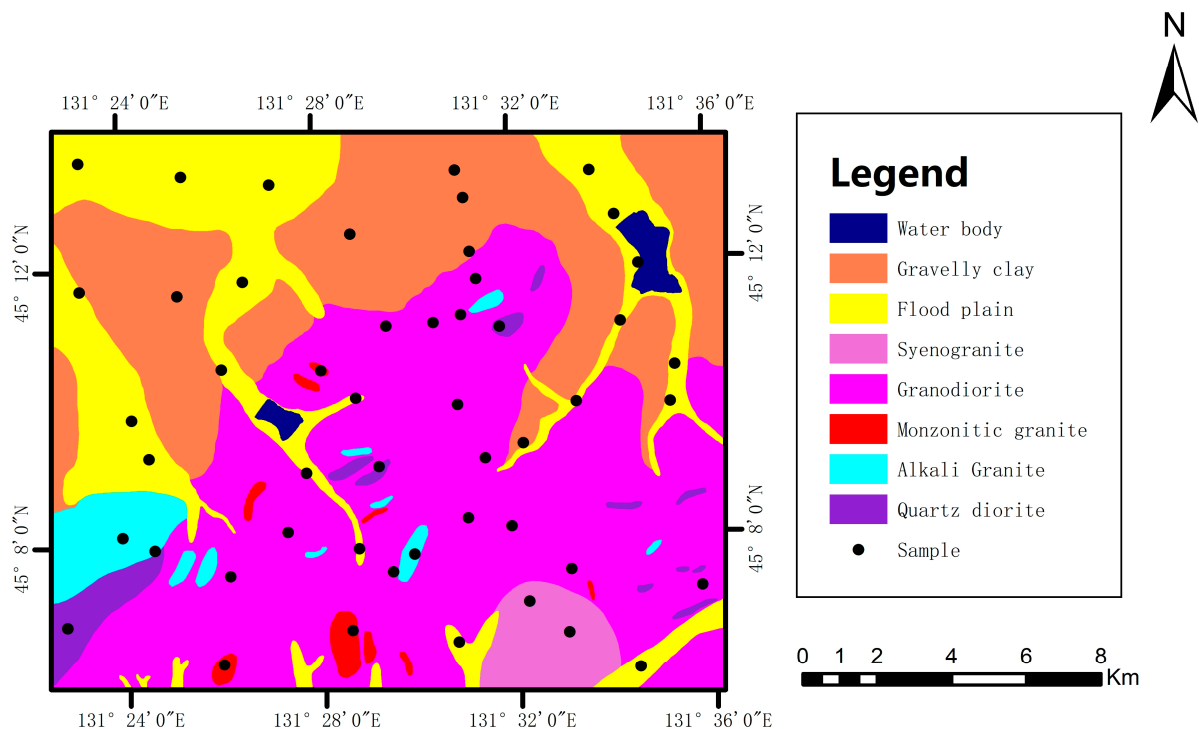 N
131° 24′0″E 131° 28′0″E 131° 32′0″E 131° 36′0″E
45° 12′0″N
45° 8′0″N
45° 12′0″N
45° 8′0″N
131° 24′0″E 131° 28′0″E 131° 32′0″E 131° 36′0″E
Legend
Water body
Gravelly clay
Flood plain
Syenogranite
Granodiorite
Monzonitic granite
Alkali Granite
Quartz diorite
Sample
0 1 2 4 6 8
Km